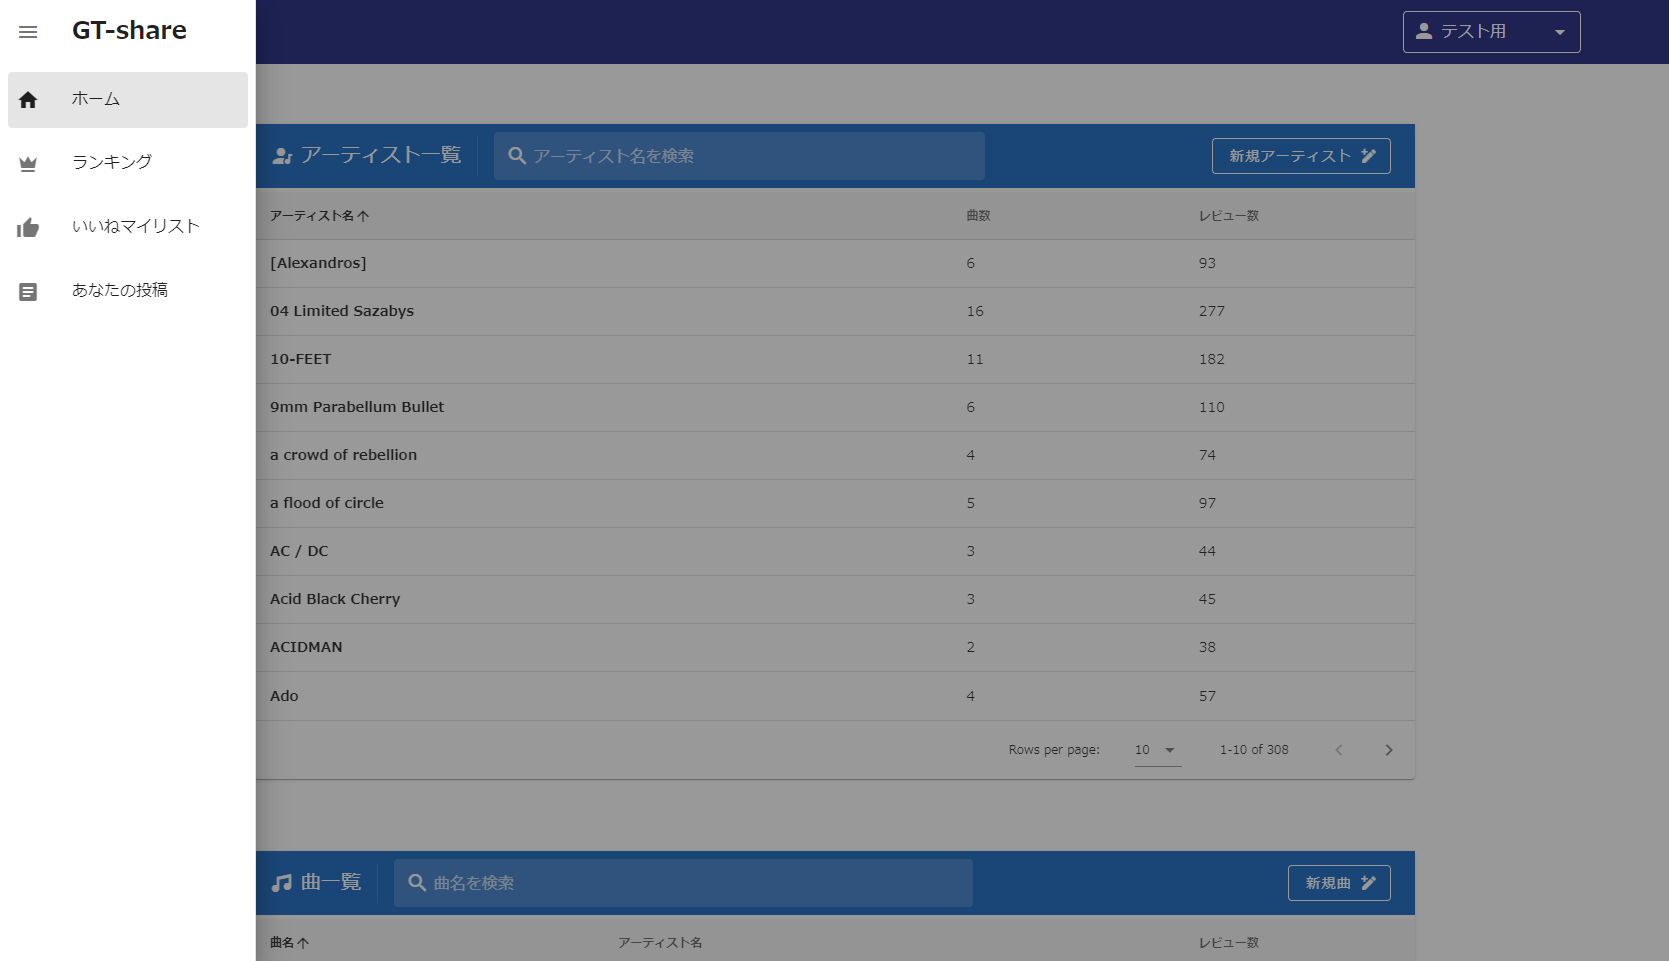 GT-share
ホーム
ランキング
いいねマイリスト
あなたの投稿
テスト用
アーティスト一覧
アーティスト名を検索
新規アーティスト
アーティスト名 曲数 レビュー数
[Alexandros] 6 93
04 Limited Sazabys 16 277
10-FEET 11 182
9mm Parabellum Bullet 6 110
a crowd of rebellion 4 74
a flood of circle 5 97
AC / DC 3 44
Acid Black Cherry 3 45
ACIDMAN 2 38
Ado 4 57
Rows per page: 10 1-10 of 308
曲一覧
曲名を検索
新規曲
曲名 アーティスト名 レビュー数